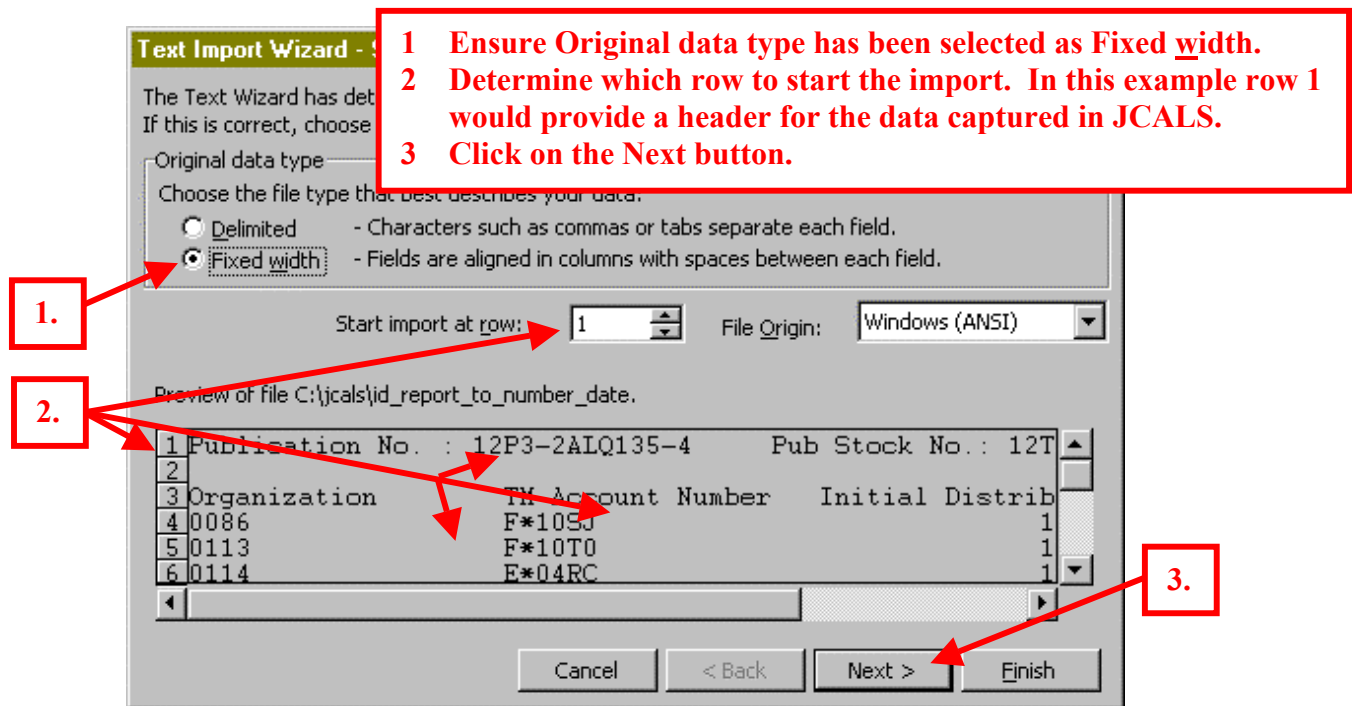 Text Import Wizard -
1 Ensure Original data type has been selected as Fixed width.
2 Determine which row to start the import. In this example row 1
would provide a header for the data captured in JCALS.
3 Click on the Next button.
The Text Wizard has det
If this is correct, choose
Original data type
Choose the file type that best describes your data:
Delimited - Characters such as commas or tabs separate each field.
Fixed width - Fields are aligned in columns with spaces between each field.
1.
Start import at row: 1 File Origin: Windows (ANSI)
2.
Preview of file C:\jcals\id_report_to_number_date.
1 Publication No. : 12P3-2ALQ135-4 Pub Stock No.: 12T
2
3 Organization TM Account Number Initial Distrib
4 0086 F*10SJ 1
5 0113 F*10T0 1
6 0114 E*04RC 1
3.
Cancel < Back Next > Finish